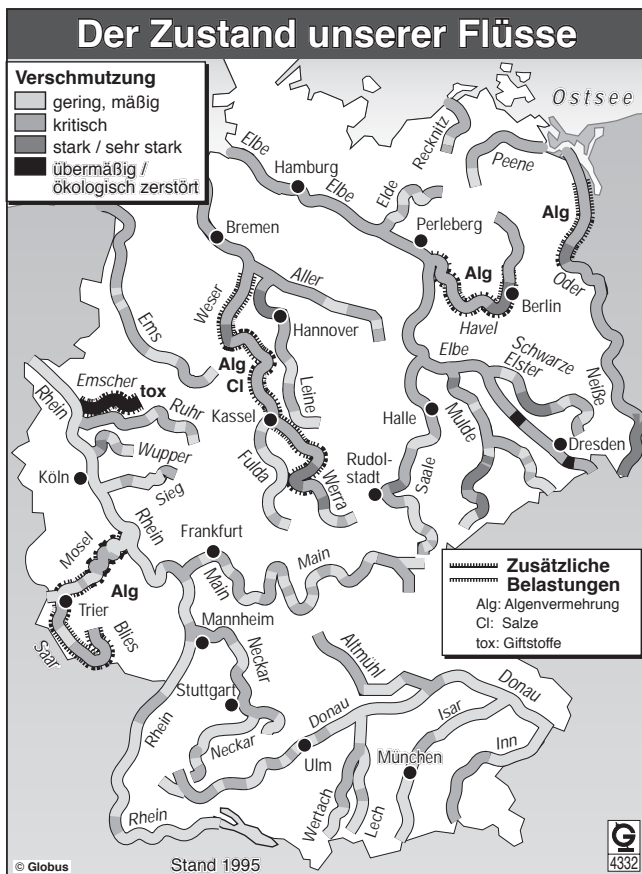 Der Zustand unserer Flüsse
Verschmutzung
gering, mäßig
kritisch
stark / sehr stark
übermäßig /
ökologisch zerstört
Ostsee
Elbe
Hamburg
Elbe
Elde
Recknitz
Peene
Bremen
Perleberg
Alg
Alg
Oder
Aller
Weser
Berlin
Havel
Hannover
Ems
Elbe
Schwarze
Elster
Neiße
Alg
Cl
Leine
Rhein
Emscher
tox
Ruhr
Kassel
Halle
Mulde
Dresden
Wupper
Fulda
Werra
Rudol-
stadt
Saale
Köln
Sieg
Rhein
Mosel
Frankfurt
Main
Main
Alg
Trier
Blies
Saar
Mannheim
Neckar
Altmühl
Zusätzliche
Belastungen
Alg: Algenvermehrung
Cl: Salze
tox: Giftstoffe
Stuttgart
Donau
Donau
Rhein
Neckar
Isar
Inn
Ulm
München
Wertach
Lech
Rhein
© Globus
Stand 1995
G
4332